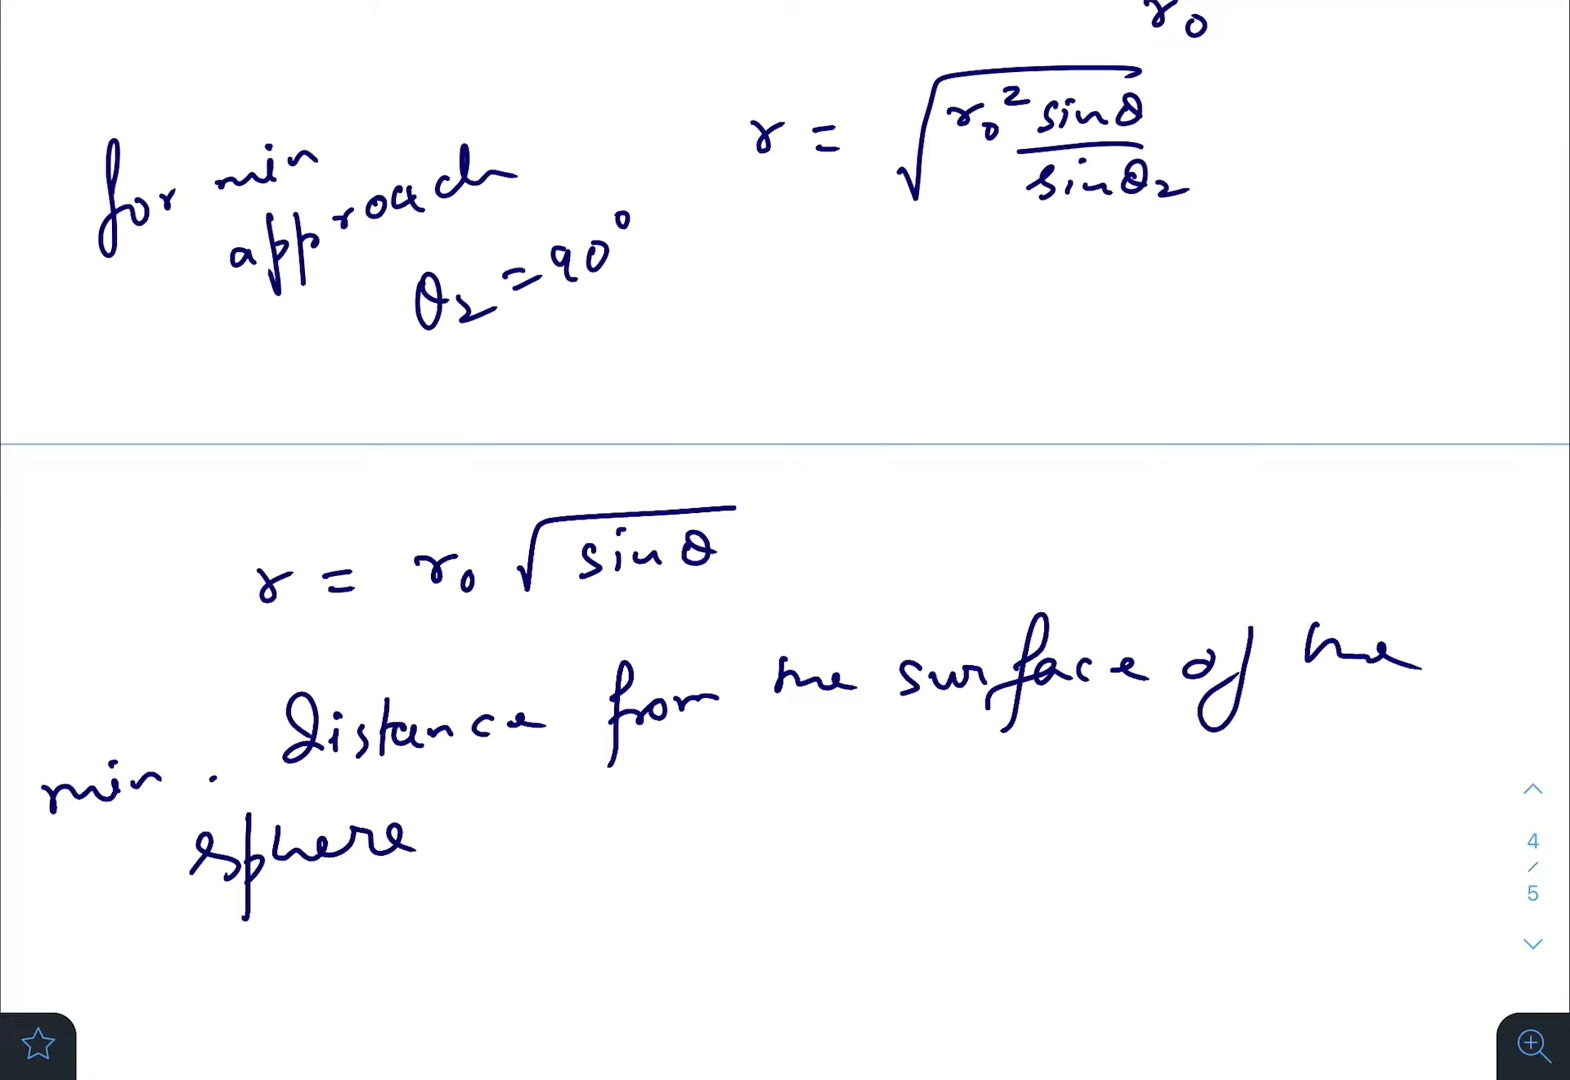 r₀
r = √(r₀² sinθ / sinθ₂)
for min
approach
θ₂ = 90°
r = r₀ √sinθ
min. Distance from the surface of the
sphere
4
/
5